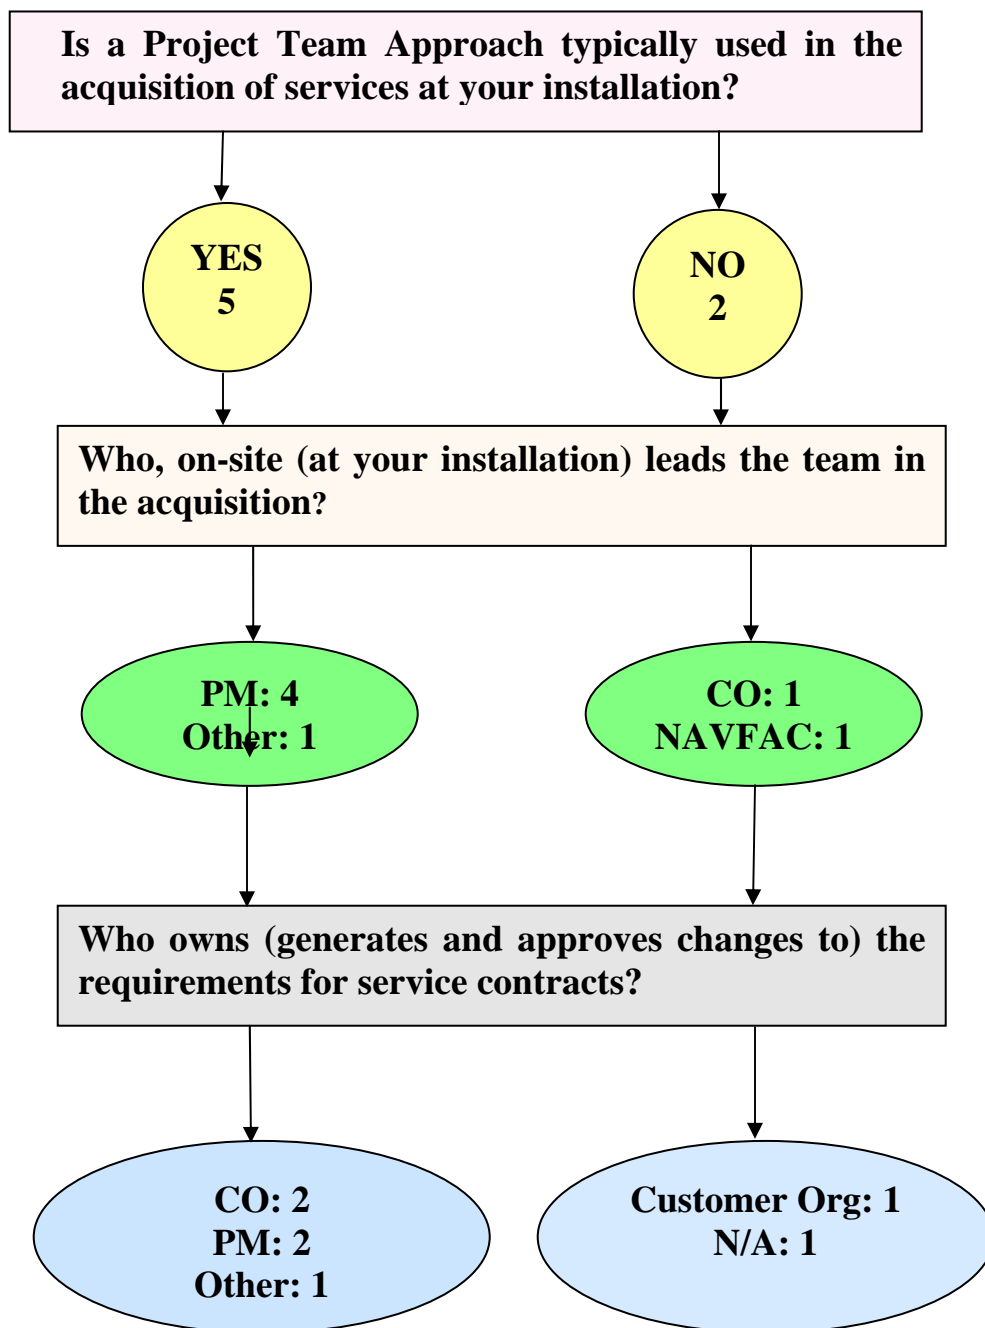 Is a Project Team Approach typically used in the
acquisition of services at your installation?
YES
5
NO
2
Who, on-site (at your installation) leads the team in
the acquisition?
PM: 4
Other: 1
CO: 1
NAVFAC: 1
Who owns (generates and approves changes to) the
requirements for service contracts?
CO: 2
PM: 2
Other: 1
Customer Org: 1
N/A: 1